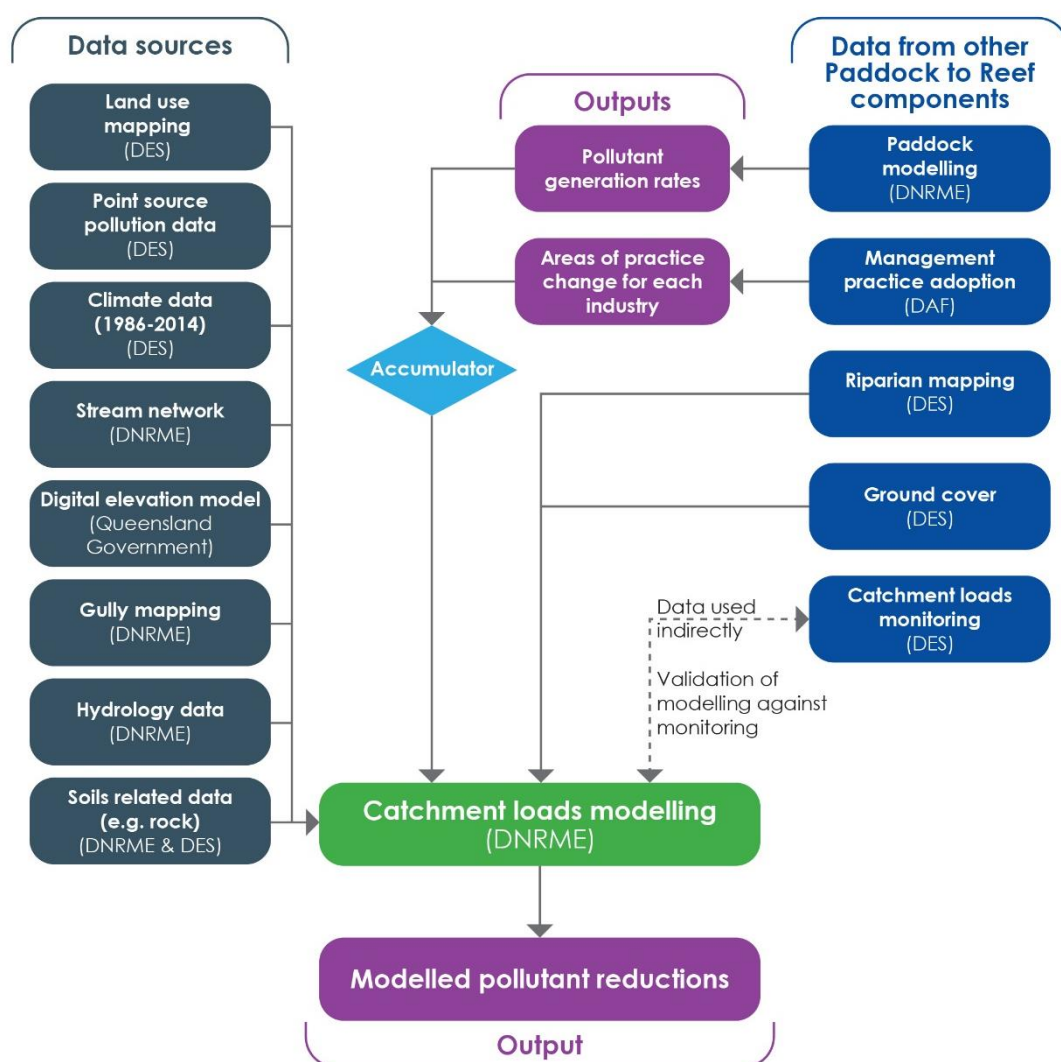 Data sources
Land use
mapping
(DES)
Point source
pollution data
(DES)
Climate data
(1986-2014)
(DES)
Stream network
(DNRME)
Digital elevation model
(Queensland
Government)
Gully mapping
(DNRME)
Hydrology data
(DNRME)
Soils related data
(e.g. rock)
(DNRME & DES)
Outputs
Pollutant
generation rates
Areas of practice
change for each
industry
Accumulator
Data from other
Paddock to Reef
components
Paddock
modelling
(DNRME)
Management
practice adoption
(DAF)
Riparian mapping
(DES)
Ground cover
(DES)
Catchment loads
monitoring
(DES)
Data used
indirectly
Validation of
modelling against
monitoring
Catchment loads modelling
(DNRME)
Modelled pollutant reductions
Output